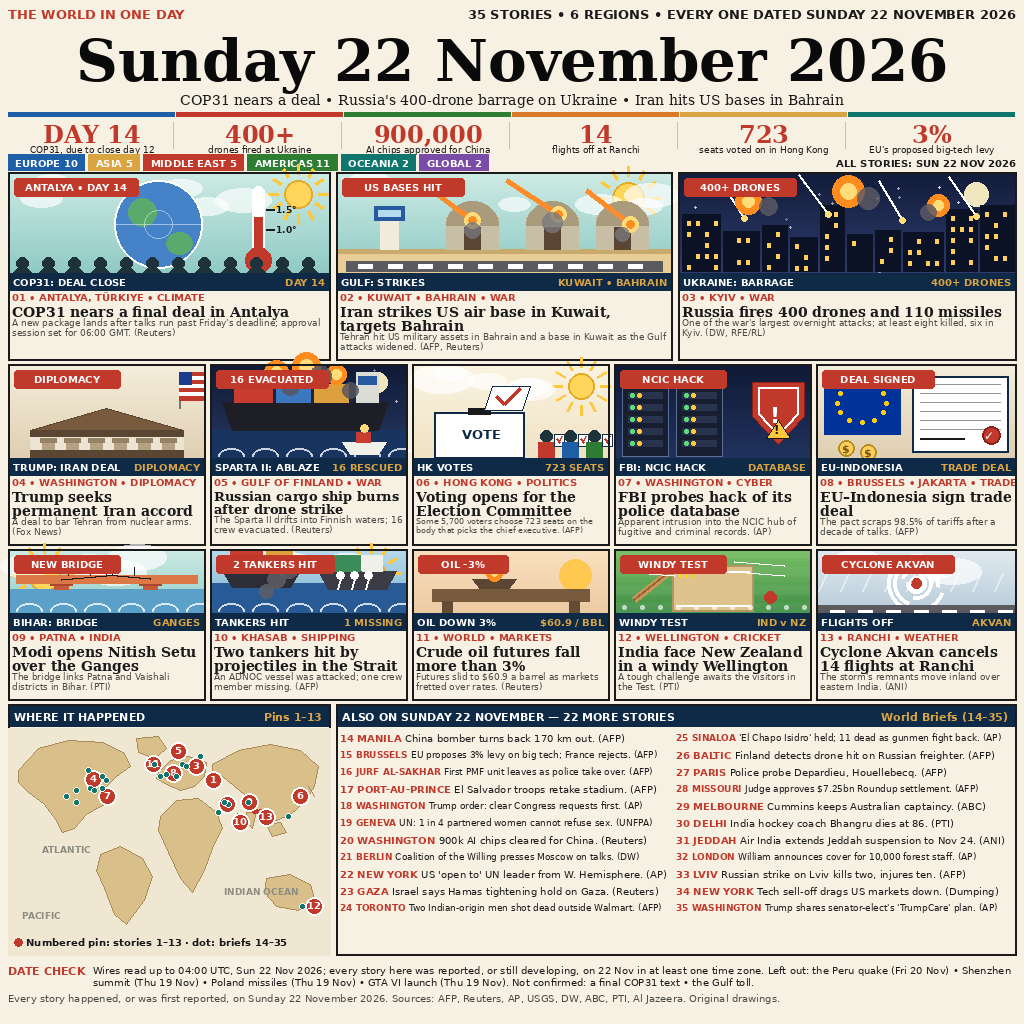 THE WORLD IN ONE DAY
35 STORIES • 6 REGIONS • EVERY ONE DATED SUNDAY 22 NOVEMBER 2026
Sunday 22 November 2026
COP31 nears a deal • Russia's 400-drone barrage on Ukraine • Iran hits US bases in Bahrain
DAY 14
COP31, due to close day 12
400+
drones fired at Ukraine
900,000
AI chips approved for China
14
flights off at Ranchi
723
seats voted on in Hong Kong
3%
EU's proposed big-tech levy
EUROPE 10
ASIA 5
MIDDLE EAST 5
AMERICAS 11
OCEANIA 2
GLOBAL 2
ALL STORIES: SUN 22 NOV 2026
ANTALYA • DAY 14
1.5°
1.0°
COP31: DEAL CLOSE
DAY 14
01 • ANTALYA, TÜRKIYE • CLIMATE
COP31 nears a final deal in Antalya
A new package lands after talks run past Friday's deadline; approval
session set for 06:00 GMT. (Reuters)
US BASES HIT
GULF: STRIKES
KUWAIT • BAHRAIN
02 • KUWAIT • BAHRAIN • WAR
Iran strikes US air base in Kuwait,
targets Bahrain
Tehran hit US military assets in Bahrain and a base in Kuwait as the Gulf
attacks widened. (AFP, Reuters)
400+ DRONES
UKRAINE: BARRAGE
400+ DRONES
03 • KYIV • WAR
Russia fires 400 drones and 110 missiles
One of the war's largest overnight attacks; at least eight killed, six in
Kyiv. (DW, RFE/RL)
DIPLOMACY
TRUMP: IRAN DEAL
DIPLOMACY
04 • WASHINGTON • DIPLOMACY
Trump seeks
permanent Iran accord
A deal to bar Tehran from nuclear arms.
(Fox News)
16 EVACUATED
SPARTA II: ABLAZE
16 RESCUED
05 • GULF OF FINLAND • WAR
Russian cargo ship burns
after drone strike
The Sparta II drifts into Finnish waters; 16
crew evacuated. (Reuters)
VOTE
HK VOTES
723 SEATS
06 • HONG KONG • POLITICS
Voting opens for the
Election Committee
Some 5,700 voters choose 723 seats on the
body that picks the chief executive. (AFP)
NCIC HACK
!
!
FBI: NCIC HACK
DATABASE
07 • WASHINGTON • CYBER
FBI probes hack of its
police database
Apparent intrusion into the NCIC hub of
fugitive and criminal records. (AP)
DEAL SIGNED
$
$
EU-INDONESIA
TRADE DEAL
08 • BRUSSELS • JAKARTA • TRADE
EU–Indonesia sign trade
deal
The pact scraps 98.5% of tariffs after a
decade of talks. (AFP)
NEW BRIDGE
BIHAR: BRIDGE
GANGES
09 • PATNA • INDIA
Modi opens Nitish Setu
over the Ganges
The bridge links Patna and Vaishali
districts in Bihar. (PTI)
2 TANKERS HIT
TANKERS HIT
1 MISSING
10 • KHASAB • SHIPPING
Two tankers hit by
projectiles in the Strait
An ADNOC vessel was attacked; one crew
member missing. (AFP)
OIL -3%
OIL DOWN 3%
$60.9 / BBL
11 • WORLD • MARKETS
Crude oil futures fall
more than 3%
Futures slid to $60.9 a barrel as markets
fretted over rates. (Reuters)
WINDY TEST
WINDY TEST
IND v NZ
12 • WELLINGTON • CRICKET
India face New Zealand
in a windy Wellington
A tough challenge awaits the visitors in
the Test. (PTI)
CYCLONE AKVAN
FLIGHTS OFF
AKVAN
13 • RANCHI • WEATHER
Cyclone Akvan cancels
14 flights at Ranchi
The storm's remnants move inland over
eastern India. (ANI)
WHERE IT HAPPENED
Pins 1–13
5
3
4
1
7
6
10
13
12
ATLANTIC
INDIAN OCEAN
PACIFIC
Numbered pin: stories 1–13 · dot: briefs 14–35
ALSO ON SUNDAY 22 NOVEMBER — 22 MORE STORIES
World Briefs (14–35)
14 MANILA China bomber turns back 170 km out. (AFP)
15 BRUSSELS EU proposes 3% levy on big tech; France rejects. (AFP)
16 JURF AL-SAKHAR First PMF unit leaves as police take over. (AFP)
17 PORT-AU-PRINCE El Salvador troops retake stadium. (AFP)
18 WASHINGTON Trump order: clear Congress requests first. (AP)
19 GENEVA UN: 1 in 4 partnered women cannot refuse sex. (UNFPA)
20 WASHINGTON 900k AI chips cleared for China. (Reuters)
21 BERLIN Coalition of the Willing presses Moscow on talks. (DW)
22 NEW YORK US 'open to' UN leader from W. Hemisphere. (AP)
23 GAZA Israel says Hamas tightening hold on Gaza. (Reuters)
24 TORONTO Two Indian-origin men shot dead outside Walmart. (AFP)
25 SINALOA 'El Chapo Isidro' held; 11 dead as gunmen fight back. (AP)
26 BALTIC Finland detects drone hit on Russian freighter. (AFP)
27 PARIS Police probe Depardieu, Houellebecq. (AFP)
28 MISSOURI Judge approves $7.25bn Roundup settlement. (AFP)
29 MELBOURNE Cummins keeps Australian captaincy. (ABC)
30 DELHI India hockey coach Bhangru dies at 86. (PTI)
31 JEDDAH Air India extends Jeddah suspension to Nov 24. (ANI)
32 LONDON William announces cover for 10,000 forest staff. (AP)
33 LVIV Russian strike on Lviv kills two, injures ten. (AFP)
34 NEW YORK Tech sell-off drags US markets down. (Dumping)
35 WASHINGTON Trump shares senator-elect's 'TrumpCare' plan. (AP)
DATE CHECK
Wires read up to 04:00 UTC, Sun 22 Nov 2026; every story here was reported, or still developing, on 22 Nov in at least one time zone. Left out: the Peru quake (Fri 20 Nov) • Shenzhen
summit (Thu 19 Nov) • Poland missiles (Thu 19 Nov) • GTA VI launch (Thu 19 Nov). Not confirmed: a final COP31 text • the Gulf toll.
Every story happened, or was first reported, on Sunday 22 November 2026. Sources: AFP, Reuters, AP, USGS, DW, ABC, PTI, Al Jazeera. Original drawings.